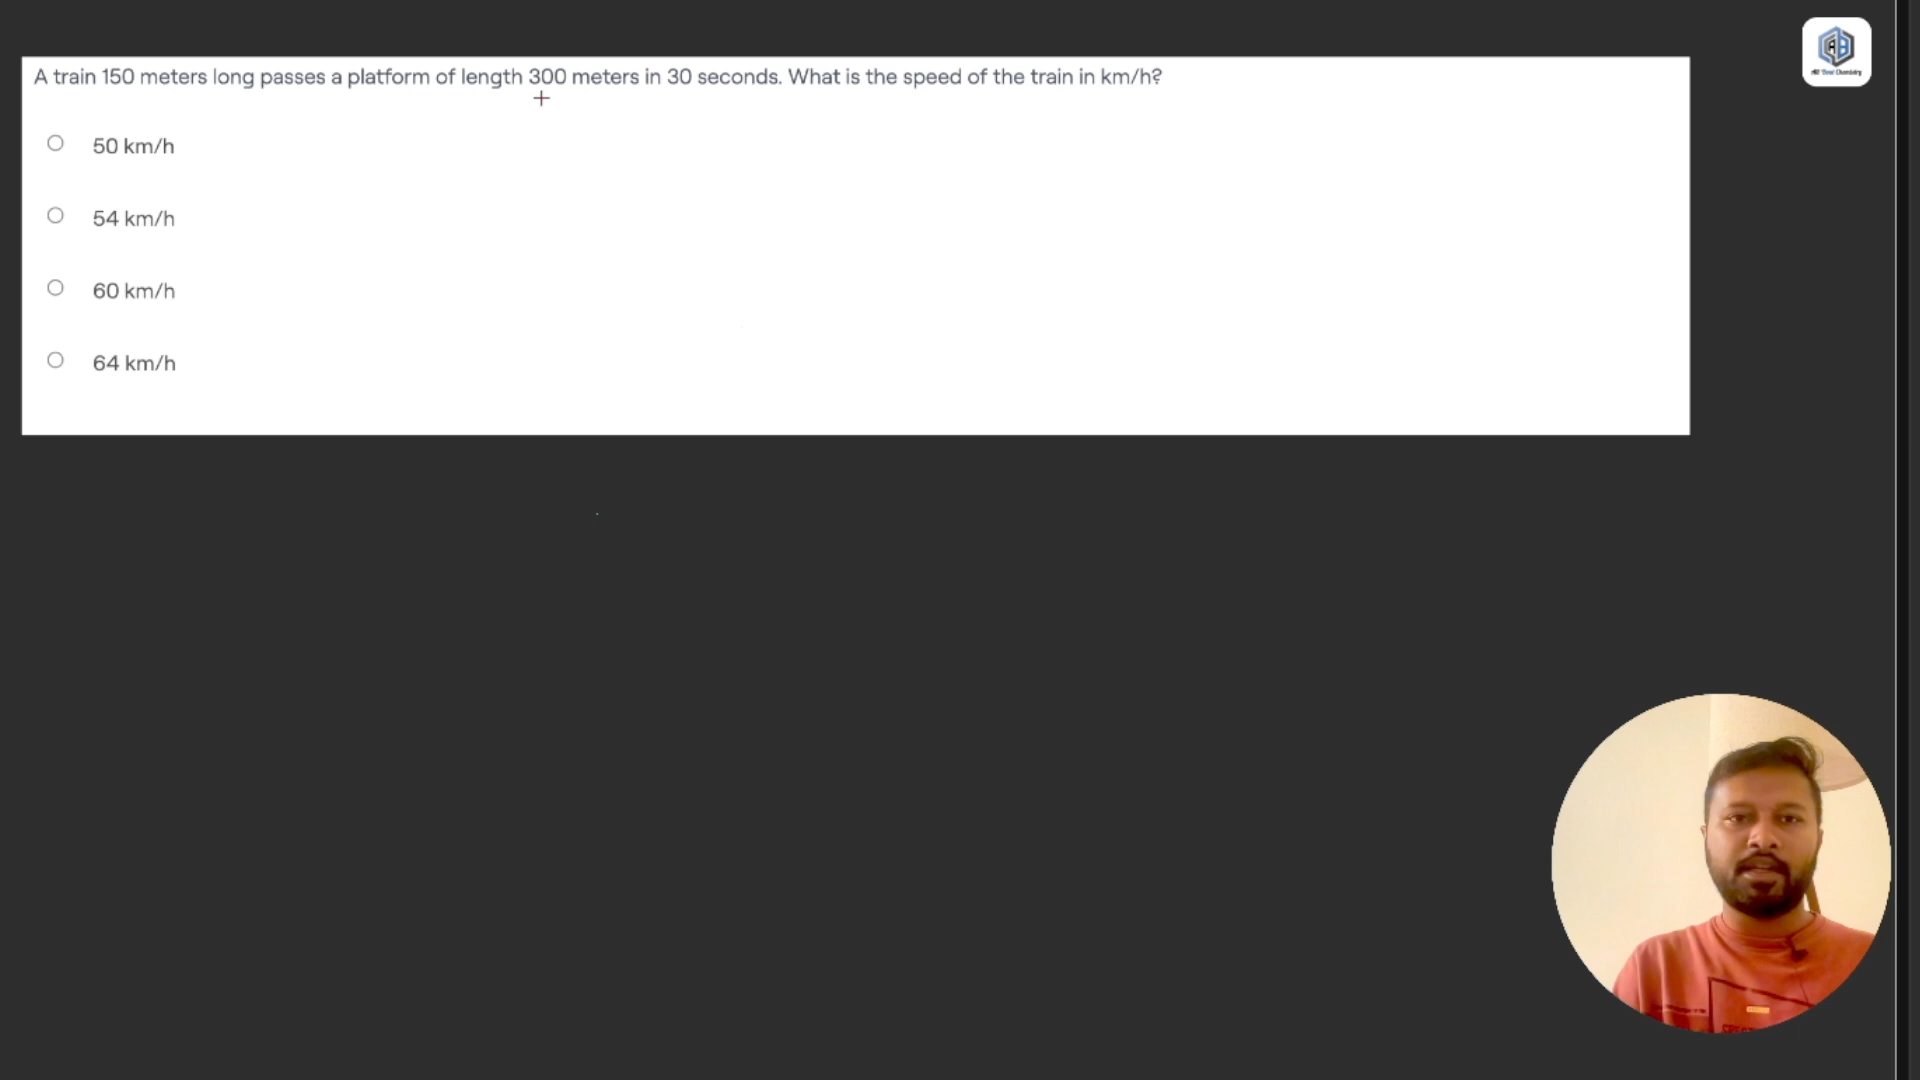 A train 150 meters long passes a platform of length 300 meters in 30 seconds. What is the speed of the train in km/h?
50 km/h
54 km/h
60 km/h
64 km/h